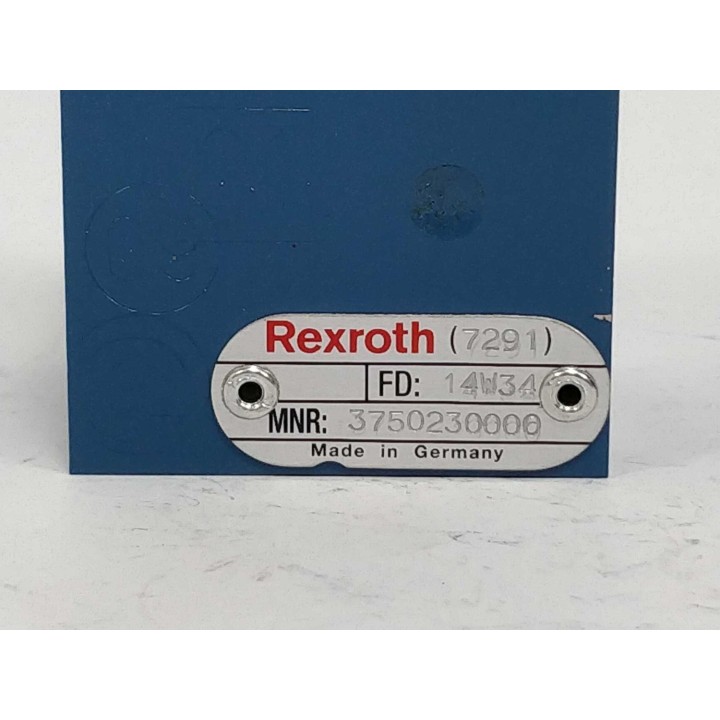 Rexroth (7291)
FD: 14W34
MNR: 3750230000
Made in Germany